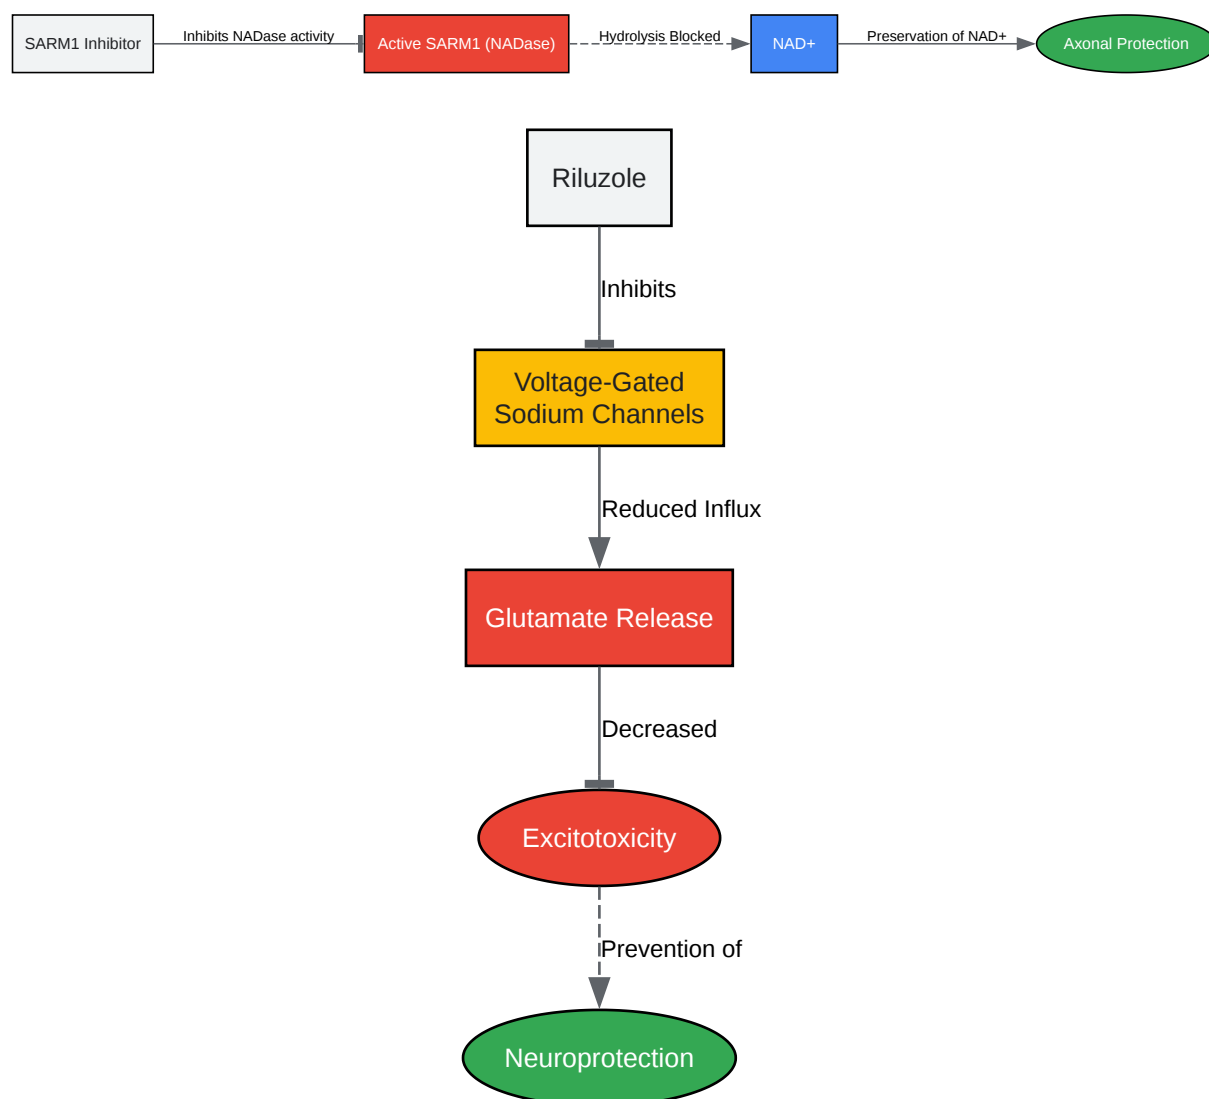 SARM1 Inhibitor
Inhibits NADase activity
Active SARM1 (NADase)
Hydrolysis Blocked
NAD+
Preservation of NAD+
Axonal Protection
Riluzole
Inhibits
Voltage-Gated
Sodium Channels
Reduced Influx
Glutamate Release
Decreased
Excitotoxicity
Prevention of
Neuroprotection